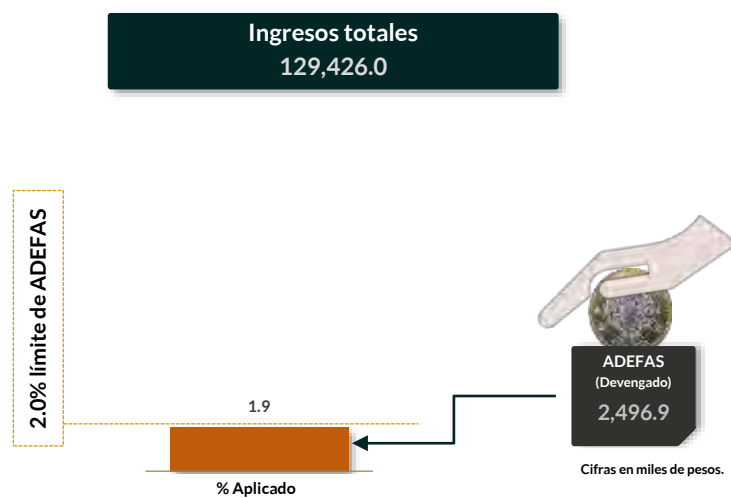 Ingresos totales
129,426.0
2.0% límite de ADEFAS
1.9
% Aplicado
ADEFAS
(Devengado)
2,496.9
Cifras en miles de pesos.